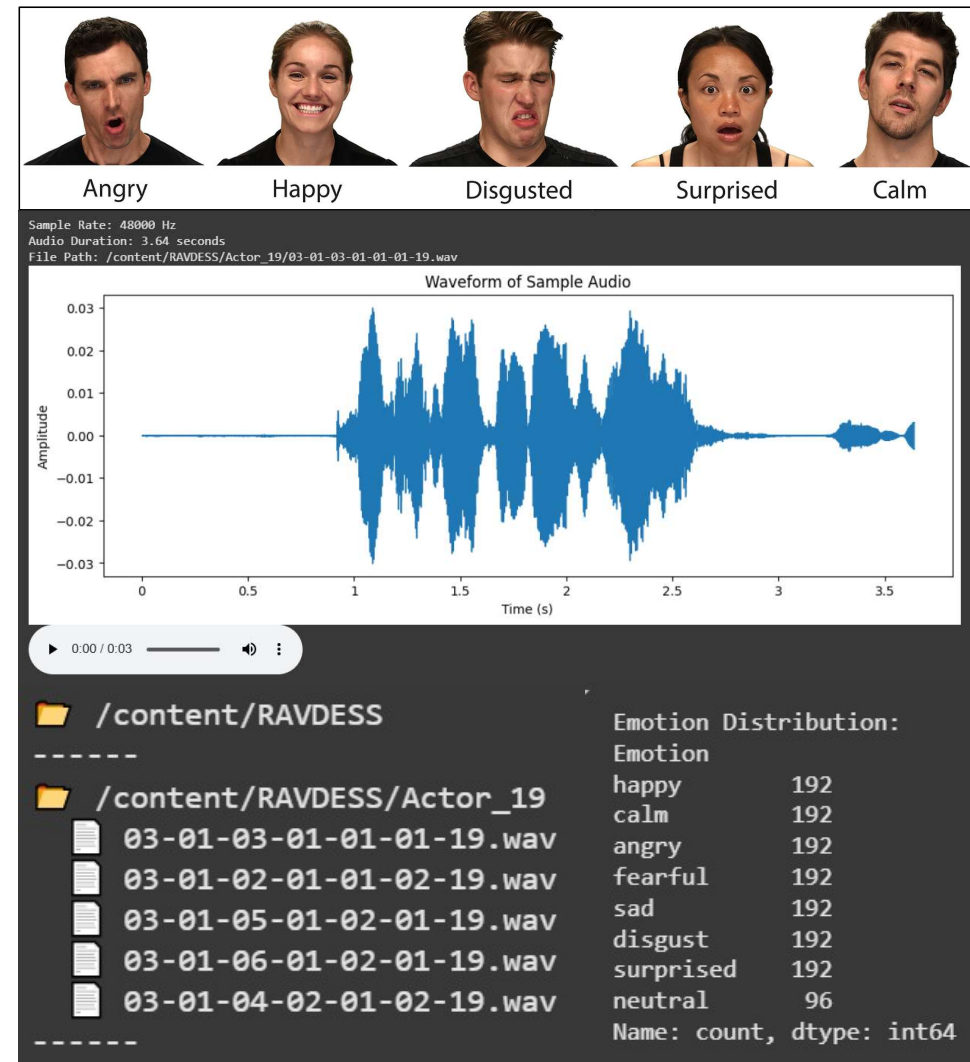 Angry Happy Disgusted Surprised Calm
Sample Rate: 48000 Hz
Audio Duration: 3.64 seconds
File Path: /content/RAVDESS/Actor_19/03-01-03-01-01-01-19.wav
Waveform of Sample Audio
0.03
0.02
0.01
0.00
−0.01
−0.02
−0.03
Amplitude
0 0.5 1 1.5 2 2.5 3 3.5
Time (s)
0:00 / 0:03
/content/RAVDESS
------
/content/RAVDESS/Actor_19
03-01-03-01-01-01-19.wav
03-01-02-01-01-02-19.wav
03-01-05-01-02-01-19.wav
03-01-06-01-02-01-19.wav
03-01-04-02-01-02-19.wav
------
Emotion Distribution:
Emotion
happy 192
calm 192
angry 192
fearful 192
sad 192
disgust 192
surprised 192
neutral 96
Name: count, dtype: int64